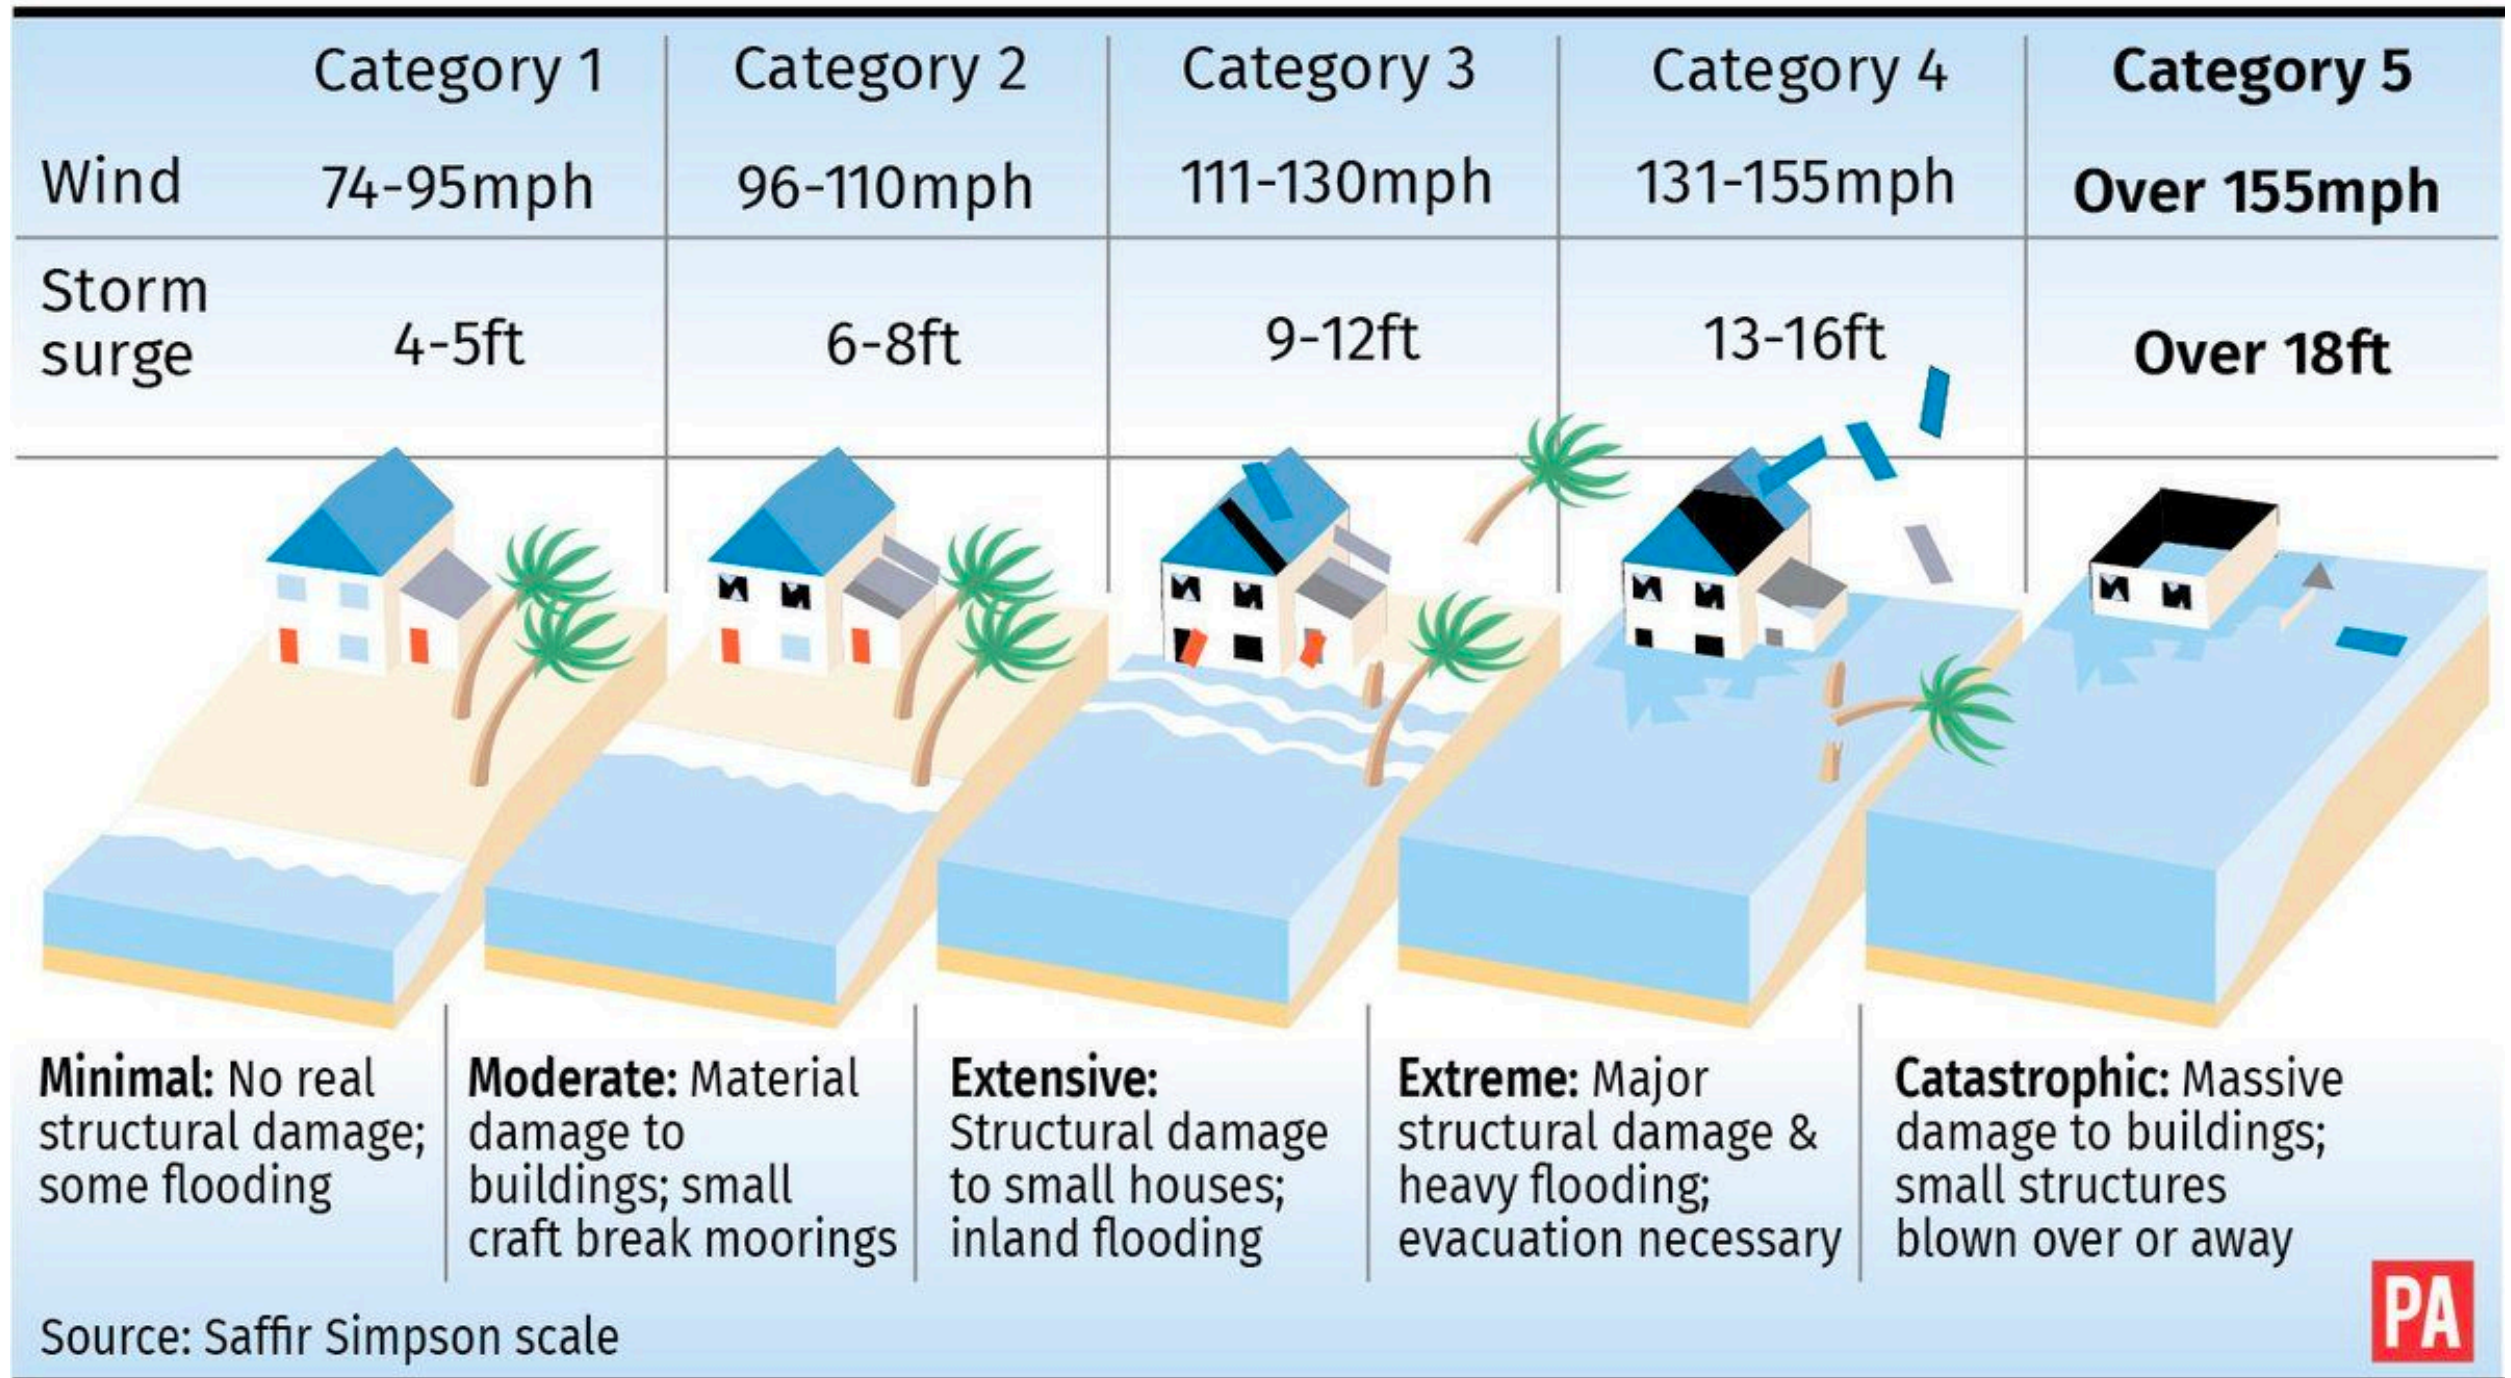 Category 1 Category 2 Category 3 Category 4 Category 5
Wind 74-95mph 96-110mph 111-130mph 131-155mph Over 155mph
Storm
surge 4-5ft 6-8ft 9-12ft 13-16ft Over 18ft
Minimal: No real
structural damage;
some flooding
Moderate: Material
damage to
buildings; small
craft break moorings
Extensive:
Structural damage
to small houses;
inland flooding
Extreme: Major
structural damage &
heavy flooding;
evacuation necessary
Catastrophic: Massive
damage to buildings;
small structures
blown over or away
Source: Saffir Simpson scale
PA